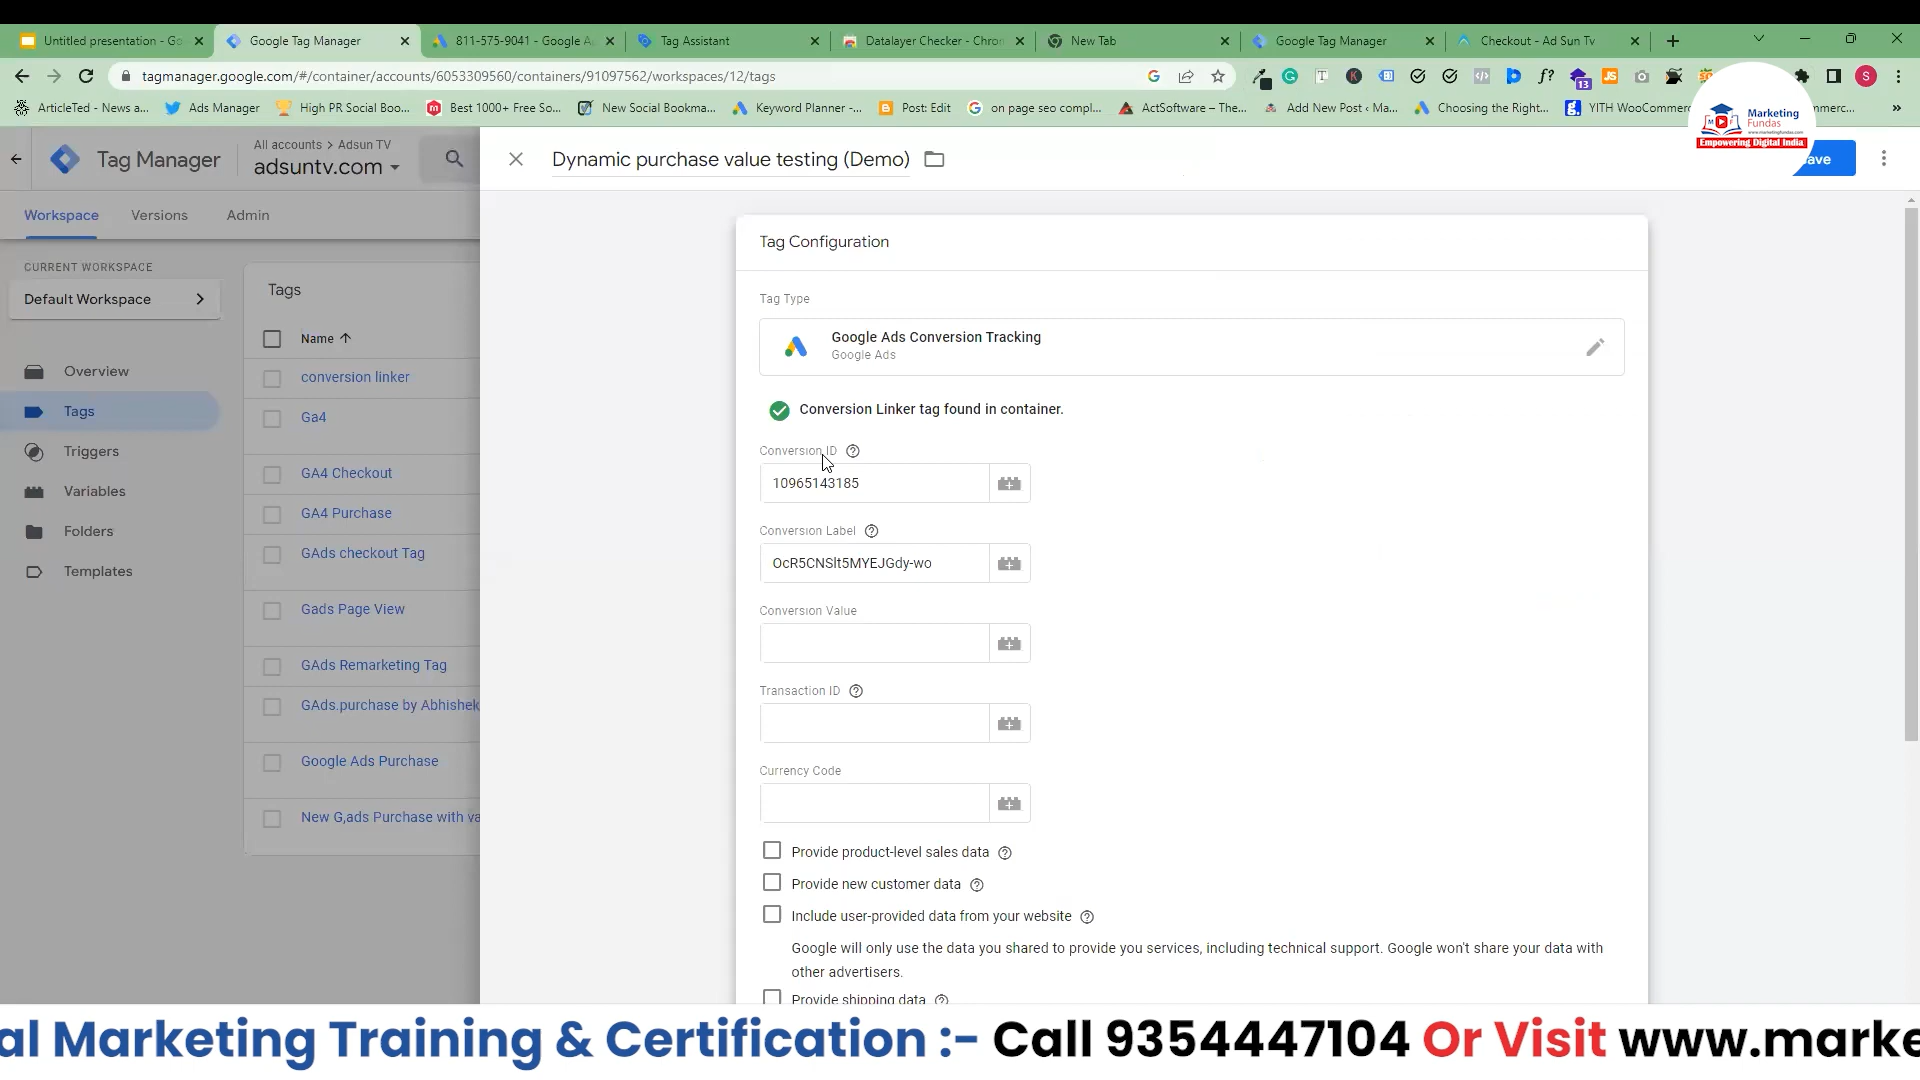 Untitled presentation - Go
Google Tag Manager
811-575-9041 - Google A
Tag Assistant
Datalayer Checker - Chron
New Tab
Google Tag Manager
Checkout - Ad Sun Tv
tagmanager.google.com/#/container/accounts/6053309560/containers/91097562/workspaces/12/tags
13
S
ArticleTed - News a...
Ads Manager
High PR Social Boo...
Best 1000+ Free So...
New Social Bookma...
Keyword Planner -...
Post: Edit
on page seo compl...
ActSoftware – The...
Add New Post ‹ Ma...
Choosing the Right...
YITH WooCommerc
mmerc...
Marketing
Fundas
www.marketingfundas.com
Empowering Digital India
Tag Manager
All accounts > Adsun TV
adsuntv.com
Dynamic purchase value testing (Demo)
ave
Workspace
Versions
Admin
CURRENT WORKSPACE
Default Workspace
Overview
Tags
Triggers
Variables
Folders
Templates
Tags
Name
conversion linker
Ga4
GA4 Checkout
GA4 Purchase
GAds checkout Tag
Gads Page View
GAds Remarketing Tag
GAds.purchase by Abhishek
Google Ads Purchase
New G,ads Purchase with va
Tag Configuration
Tag Type
Google Ads Conversion Tracking
Google Ads
Conversion Linker tag found in container.
Conversion ID
10965143185
Conversion Label
OcR5CNSlt5MYEJGdy-wo
Conversion Value
Transaction ID
Currency Code
Provide product-level sales data
Provide new customer data
Include user-provided data from your website
Google will only use the data you shared to provide you services, including technical support. Google won't share your data with
other advertisers.
Provide shipping data
al Marketing Training & Certification :- Call 9354447104 Or Visit www.marke